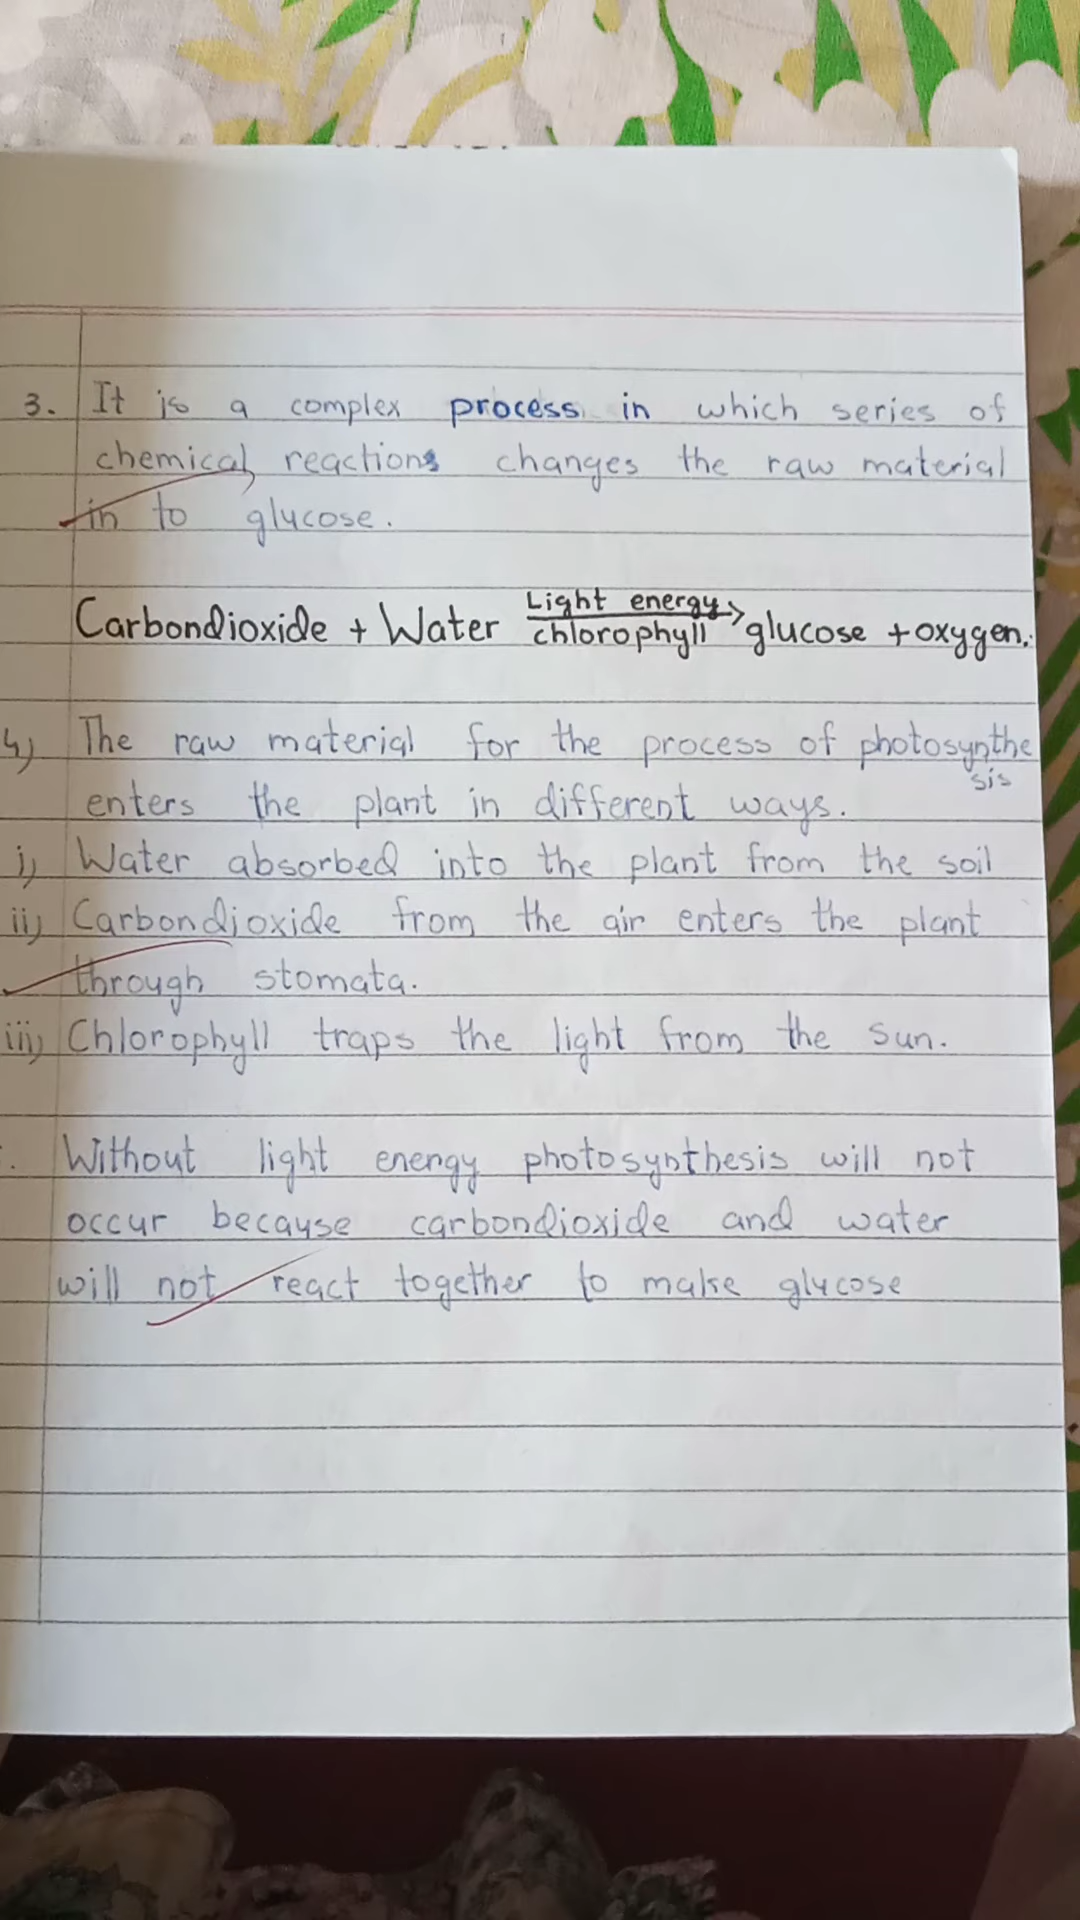 3. It is a complex process in which series of
chemical reactions changes the raw material
in to glucose.
Carbondioxide + Water Light energy
chlorophyll > glucose + oxygen.
4) The raw material for the process of photosynthe
sis
enters the plant in different ways.
i) Water absorbed into the plant from the soil
ii) Carbondioxide from the air enters the plant
through stomata.
iii) Chlorophyll traps the light from the sun.
. Without light energy photosynthesis will not
occur because carbondioxide and water
will not react together to make glucose